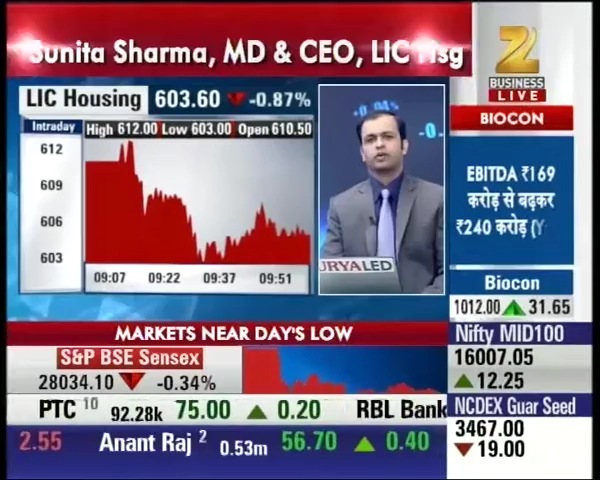 Sunita Sharma, MD & CEO, LIC Hsg
Z
BUSINESS
LIVE
LIC Housing 603.60 ▼ -0.87%
Intraday High 612.00 Low 603.00 Open 610.50
612
609
606
603
09:07 09:22 09:37 09:51
URYALED
BIOCON
EBITDA ₹169
करोड़ से बढ़कर
₹240 करोड़ (Y
Biocon
1012.00 ▲ 31.65
MARKETS NEAR DAY'S LOW
S&P BSE Sensex
28034.10 ▼ -0.34%
Nifty MID100
16007.05
▲ 12.25
PTC 10 92.28k 75.00 ▲ 0.20 RBL Bank
NCDEX Guar Seed
3467.00
▼ 19.00
2.55 Anant Raj 2 0.53m 56.70 ▲ 0.40